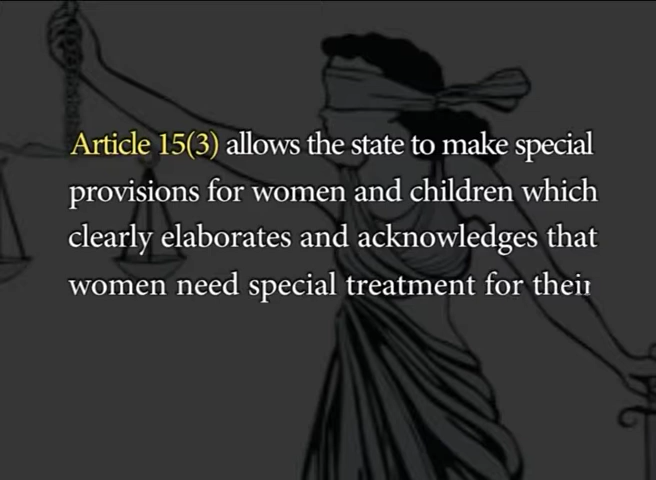 Article 15(3) allows the state to make special
provisions for women and children which
clearly elaborates and acknowledges that
women need special treatment for their